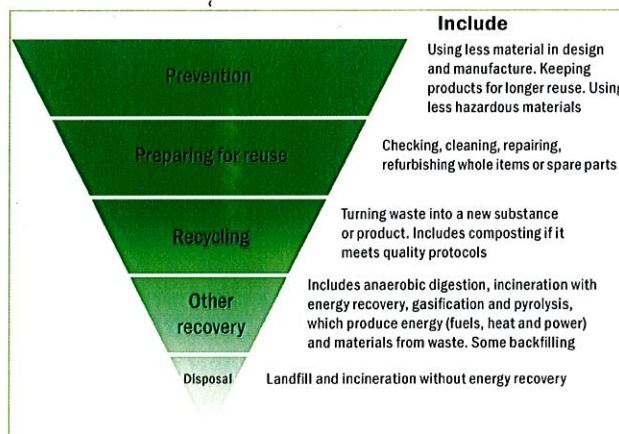 Include
Prevention
Using less material in design
and manufacture. Keeping
products for longer reuse. Using
less hazardous materials
Preparing for reuse
Checking, cleaning, repairing,
refurbishing whole items or spare parts
Recycling
Turning waste into a new substance
or product. Includes composting if it
meets quality protocols
Other
recovery
Includes anaerobic digestion, incineration with
energy recovery, gasification and pyrolysis,
which produce energy (fuels, heat and power)
and materials from waste. Some backfilling
Disposal
Landfill and incineration without energy recovery